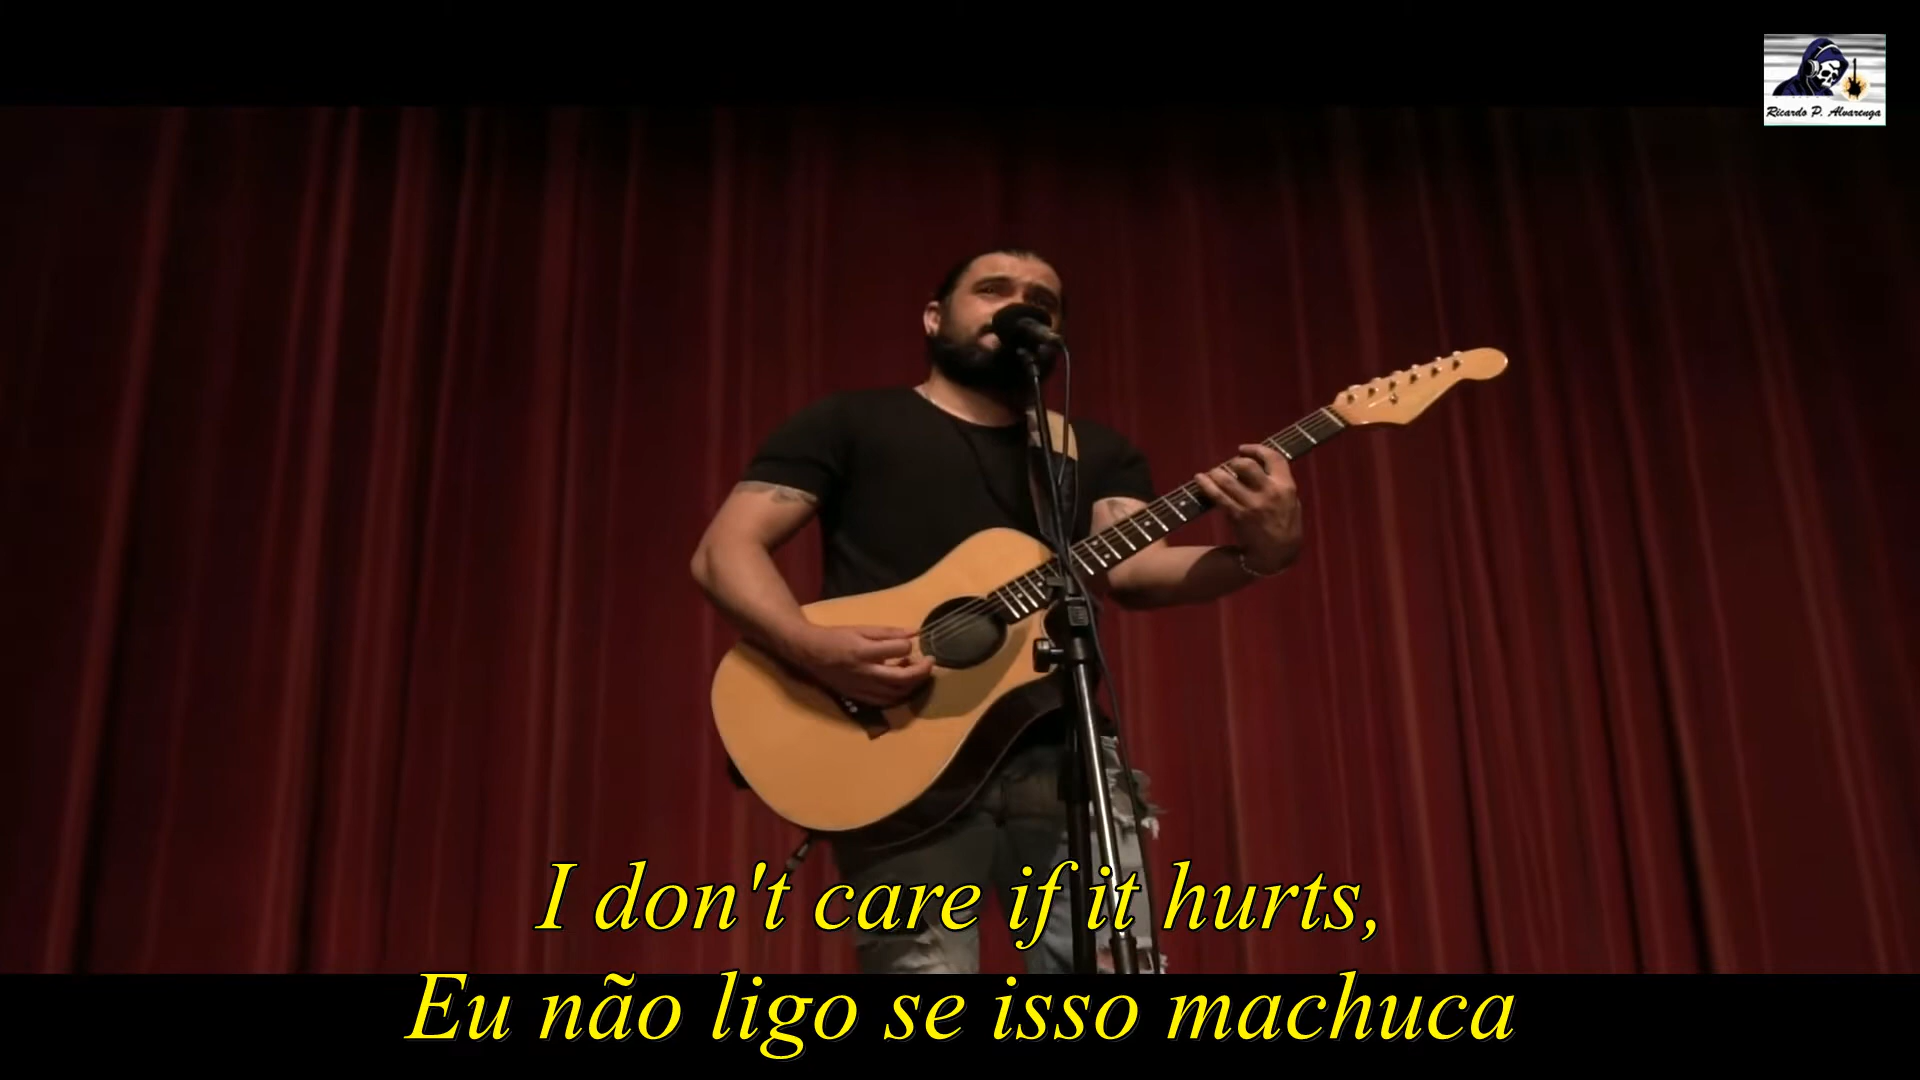 Ricardo P. Alvarenga
I don't care if it hurts,
Eu não ligo se isso machuca